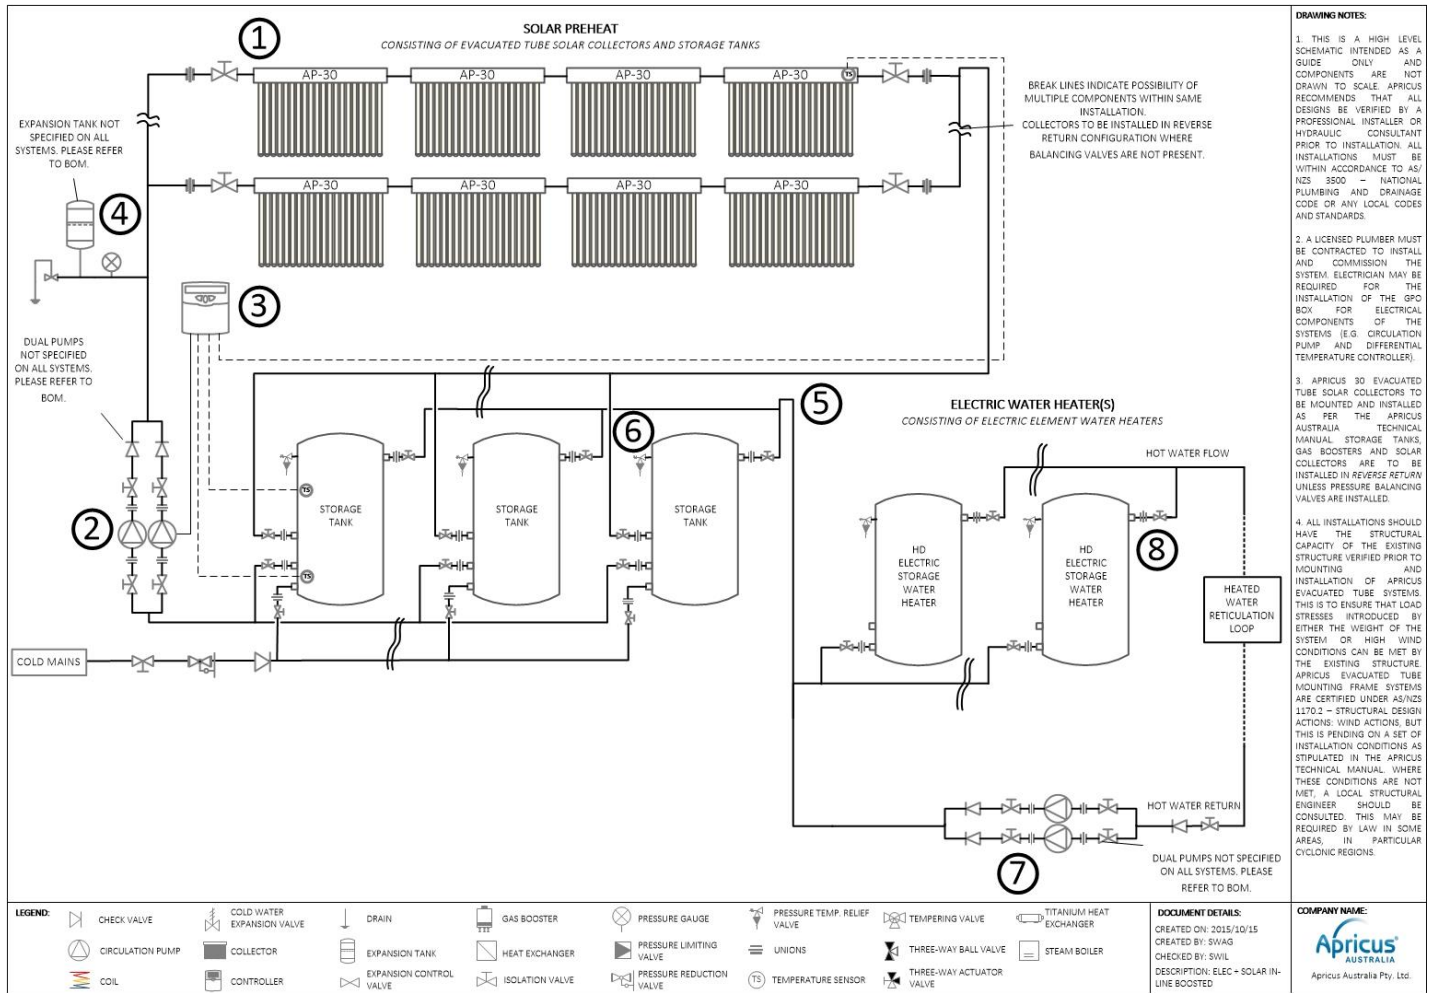 SOLAR PREHEAT
CONSISTING OF EVACUATED TUBE SOLAR COLLECTORS AND STORAGE TANKS
1
AP-30
AP-30
AP-30
AP-30
TS
BREAK LINES INDICATE POSSIBILITY OF
MULTIPLE COMPONENTS WITHIN SAME
INSTALLATION.
COLLECTORS TO BE INSTALLED IN REVERSE
RETURN CONFIGURATION WHERE
BALANCING VALVES ARE NOT PRESENT.
EXPANSION TANK NOT
SPECIFIED ON ALL
SYSTEMS. PLEASE REFER
TO BOM.
AP-30
AP-30
AP-30
AP-30
4
3
DUAL PUMPS
NOT SPECIFIED
ON ALL SYSTEMS.
PLEASE REFER TO
BOM.
2
5
6
TS
TS
STORAGE
TANK
STORAGE
TANK
STORAGE
TANK
COLD MAINS
ELECTRIC WATER HEATER(S)
CONSISTING OF ELECTRIC ELEMENT WATER HEATERS
HOT WATER FLOW
HD
ELECTRIC
STORAGE
WATER
HEATER
HD
ELECTRIC
STORAGE
WATER
HEATER
8
HEATED
WATER
RETICULATION
LOOP
HOT WATER RETURN
7
DUAL PUMPS NOT SPECIFIED
ON ALL SYSTEMS. PLEASE
REFER TO BOM.
DRAWING NOTES:
1. THIS IS A HIGH LEVEL
SCHEMATIC INTENDED AS A
GUIDE ONLY AND
COMPONENTS ARE NOT
DRAWN TO SCALE. APRICUS
RECOMMENDS THAT ALL
DESIGNS BE VERIFIED BY A
PROFESSIONAL INSTALLER OR
HYDRAULIC CONSULTANT
PRIOR TO INSTALLATION. ALL
INSTALLATIONS MUST BE
WITHIN ACCORDANCE TO AS/
NZS 3500 – NATIONAL
PLUMBING AND DRAINAGE
CODE OR ANY LOCAL CODES
AND STANDARDS.
2. A LICENSED PLUMBER MUST
BE CONTRACTED TO INSTALL
AND COMMISSION THE
SYSTEM. ELECTRICIAN MAY BE
REQUIRED FOR THE
INSTALLATION OF THE GPO
BOX FOR ELECTRICAL
COMPONENTS OF THE
SYSTEMS (E.G. CIRCULATION
PUMP AND DIFFERENTIAL
TEMPERATURE CONTROLLER).
3. APRICUS 30 EVACUATED
TUBE SOLAR COLLECTORS TO
BE MOUNTED AND INSTALLED
AS PER THE APRICUS
AUSTRALIA TECHNICAL
MANUAL. STORAGE TANKS,
GAS BOOSTERS AND SOLAR
COLLECTORS ARE TO BE
INSTALLED IN REVERSE RETURN
UNLESS PRESSURE BALANCING
VALVES ARE INSTALLED.
4. ALL INSTALLATIONS SHOULD
HAVE THE STRUCTURAL
CAPACITY OF THE EXISTING
STRUCTURE VERIFIED PRIOR TO
MOUNTING AND
INSTALLATION OF APRICUS
EVACUATED TUBE SYSTEMS.
THIS IS TO ENSURE THAT LOAD
STRESSES INTRODUCED BY
EITHER THE WEIGHT OF THE
SYSTEM OR HIGH WIND
CONDITIONS CAN BE MET BY
THE EXISTING STRUCTURE.
APRICUS EVACUATED TUBE
MOUNTING FRAME SYSTEMS
ARE CERTIFIED UNDER AS/NZS
1170.2 – STRUCTURAL DESIGN
ACTIONS: WIND ACTIONS, BUT
THIS IS PENDING ON A SET OF
INSTALLATION CONDITIONS AS
STIPULATED IN THE APRICUS
TECHNICAL MANUAL. WHERE
THESE CONDITIONS ARE NOT
MET, A LOCAL STRUCTURAL
ENGINEER SHOULD BE
CONSULTED. THIS MAY BE
REQUIRED BY LAW IN SOME
AREAS, IN PARTICULAR
CYCLONIC REGIONS.
LEGEND:
CHECK VALVE
CIRCULATION PUMP
COIL
COLD WATER
EXPANSION VALVE
COLLECTOR
CONTROLLER
DRAIN
EXPANSION TANK
EXPANSION CONTROL
VALVE
GAS BOOSTER
HEAT EXCHANGER
ISOLATION VALVE
PRESSURE GAUGE
PRESSURE LIMITING
VALVE
PRESSURE REDUCTION
VALVE
PRESSURE TEMP. RELIEF
VALVE
UNIONS
TS
TEMPERATURE SENSOR
TEMPERING VALVE
THREE-WAY BALL VALVE
THREE-WAY ACTUATOR
VALVE
TITANIUM HEAT
EXCHANGER
STEAM BOILER
DOCUMENT DETAILS:
CREATED ON: 2015/10/15
CREATED BY: SWAG
CHECKED BY: SWIL
DESCRIPTION: ELEC + SOLAR IN-
LINE BOOSTED
COMPANY NAME:
Apricus
AUSTRALIA
Apricus Australia Pty. Ltd.